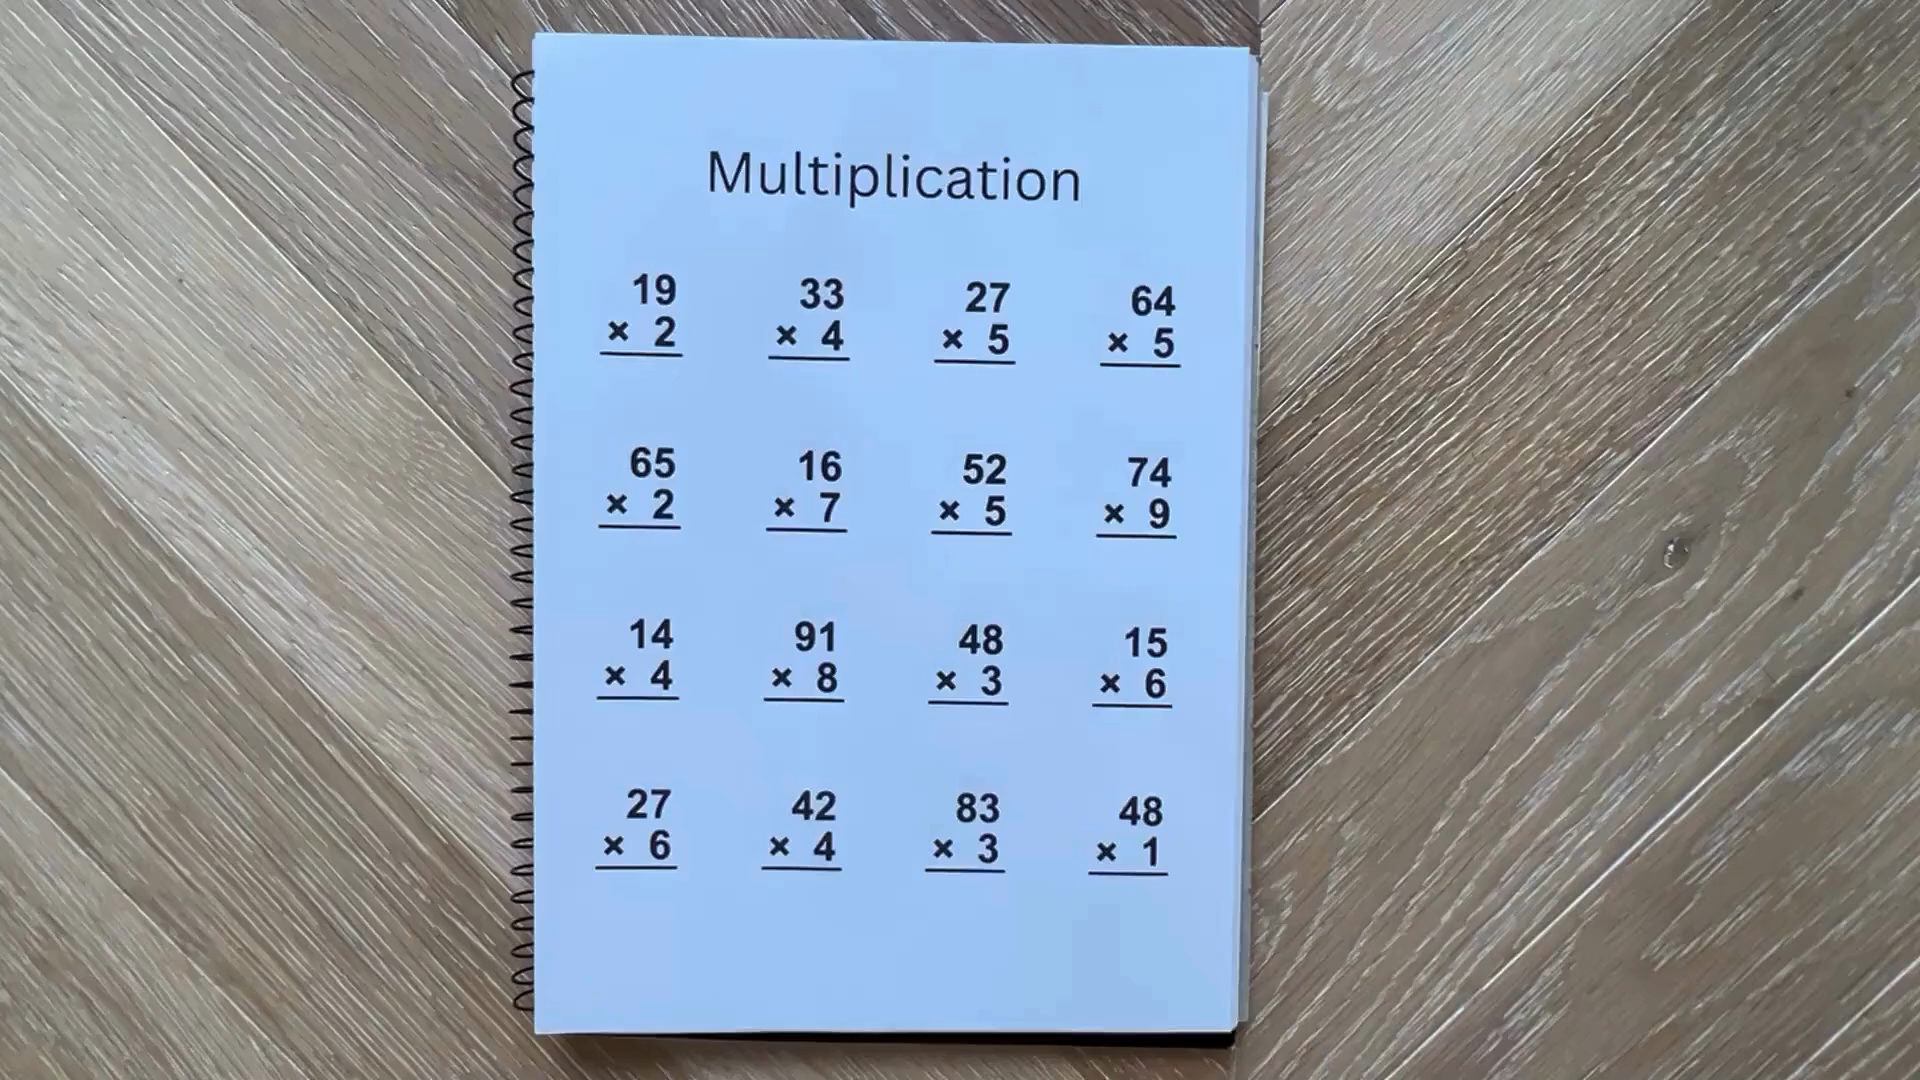 Multiplication
19 33 27 64
× 2 × 4 × 5 × 5
65 16 52 74
× 2 × 7 × 5 × 9
14 91 48 15
× 4 × 8 × 3 × 6
27 42 83 48
× 6 × 4 × 3 × 1